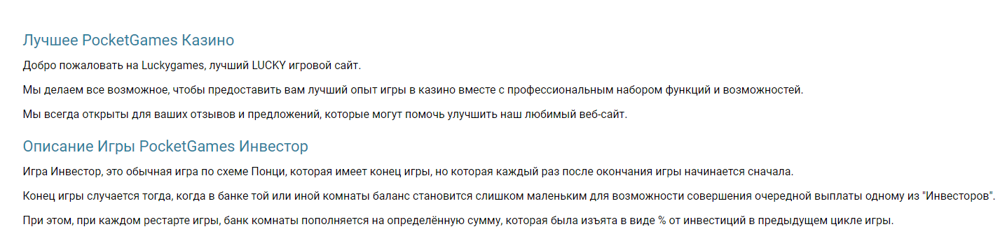 Лучшее PocketGames Казино
Добро пожаловать на Luckygames, лучший LUCKY игровой сайт.
Мы делаем все возможное, чтобы предоставить вам лучший опыт игры в казино вместе с профессиональным набором функций и возможностей.
Мы всегда открыты для ваших отзывов и предложений, которые могут помочь улучшить наш любимый веб-сайт.
Описание Игры PocketGames Инвестор
Игра Инвестор, это обычная игра по схеме Понци, которая имеет конец игры, но которая каждый раз после окончания игры начинается сначала.
Конец игры случается тогда, когда в банке той или иной комнаты баланс становится слишком маленьким для возможности совершения очередной выплаты одному из "Инвесторов".
При этом, при каждом рестарте игры, банк комнаты пополняется на определённую сумму, которая была изъята в виде % от инвестиций в предыдущем цикле игры.